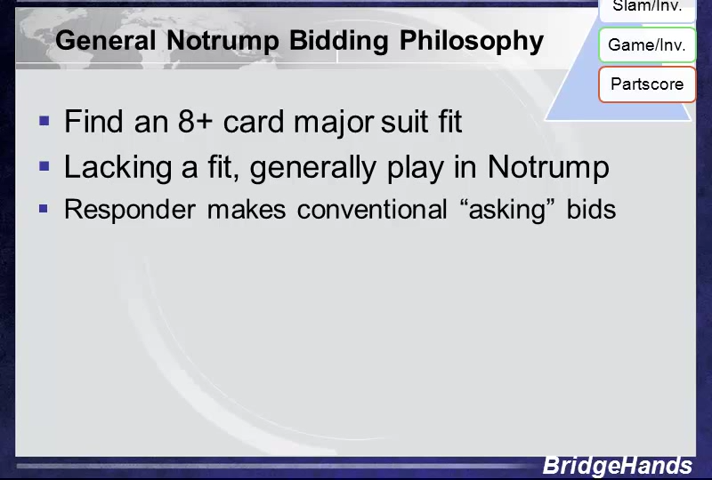 Slam/Inv.
General Notrump Bidding Philosophy
Game/Inv.
Partscore
Find an 8+ card major suit fit
Lacking a fit, generally play in Notrump
Responder makes conventional “asking” bids
BridgeHands